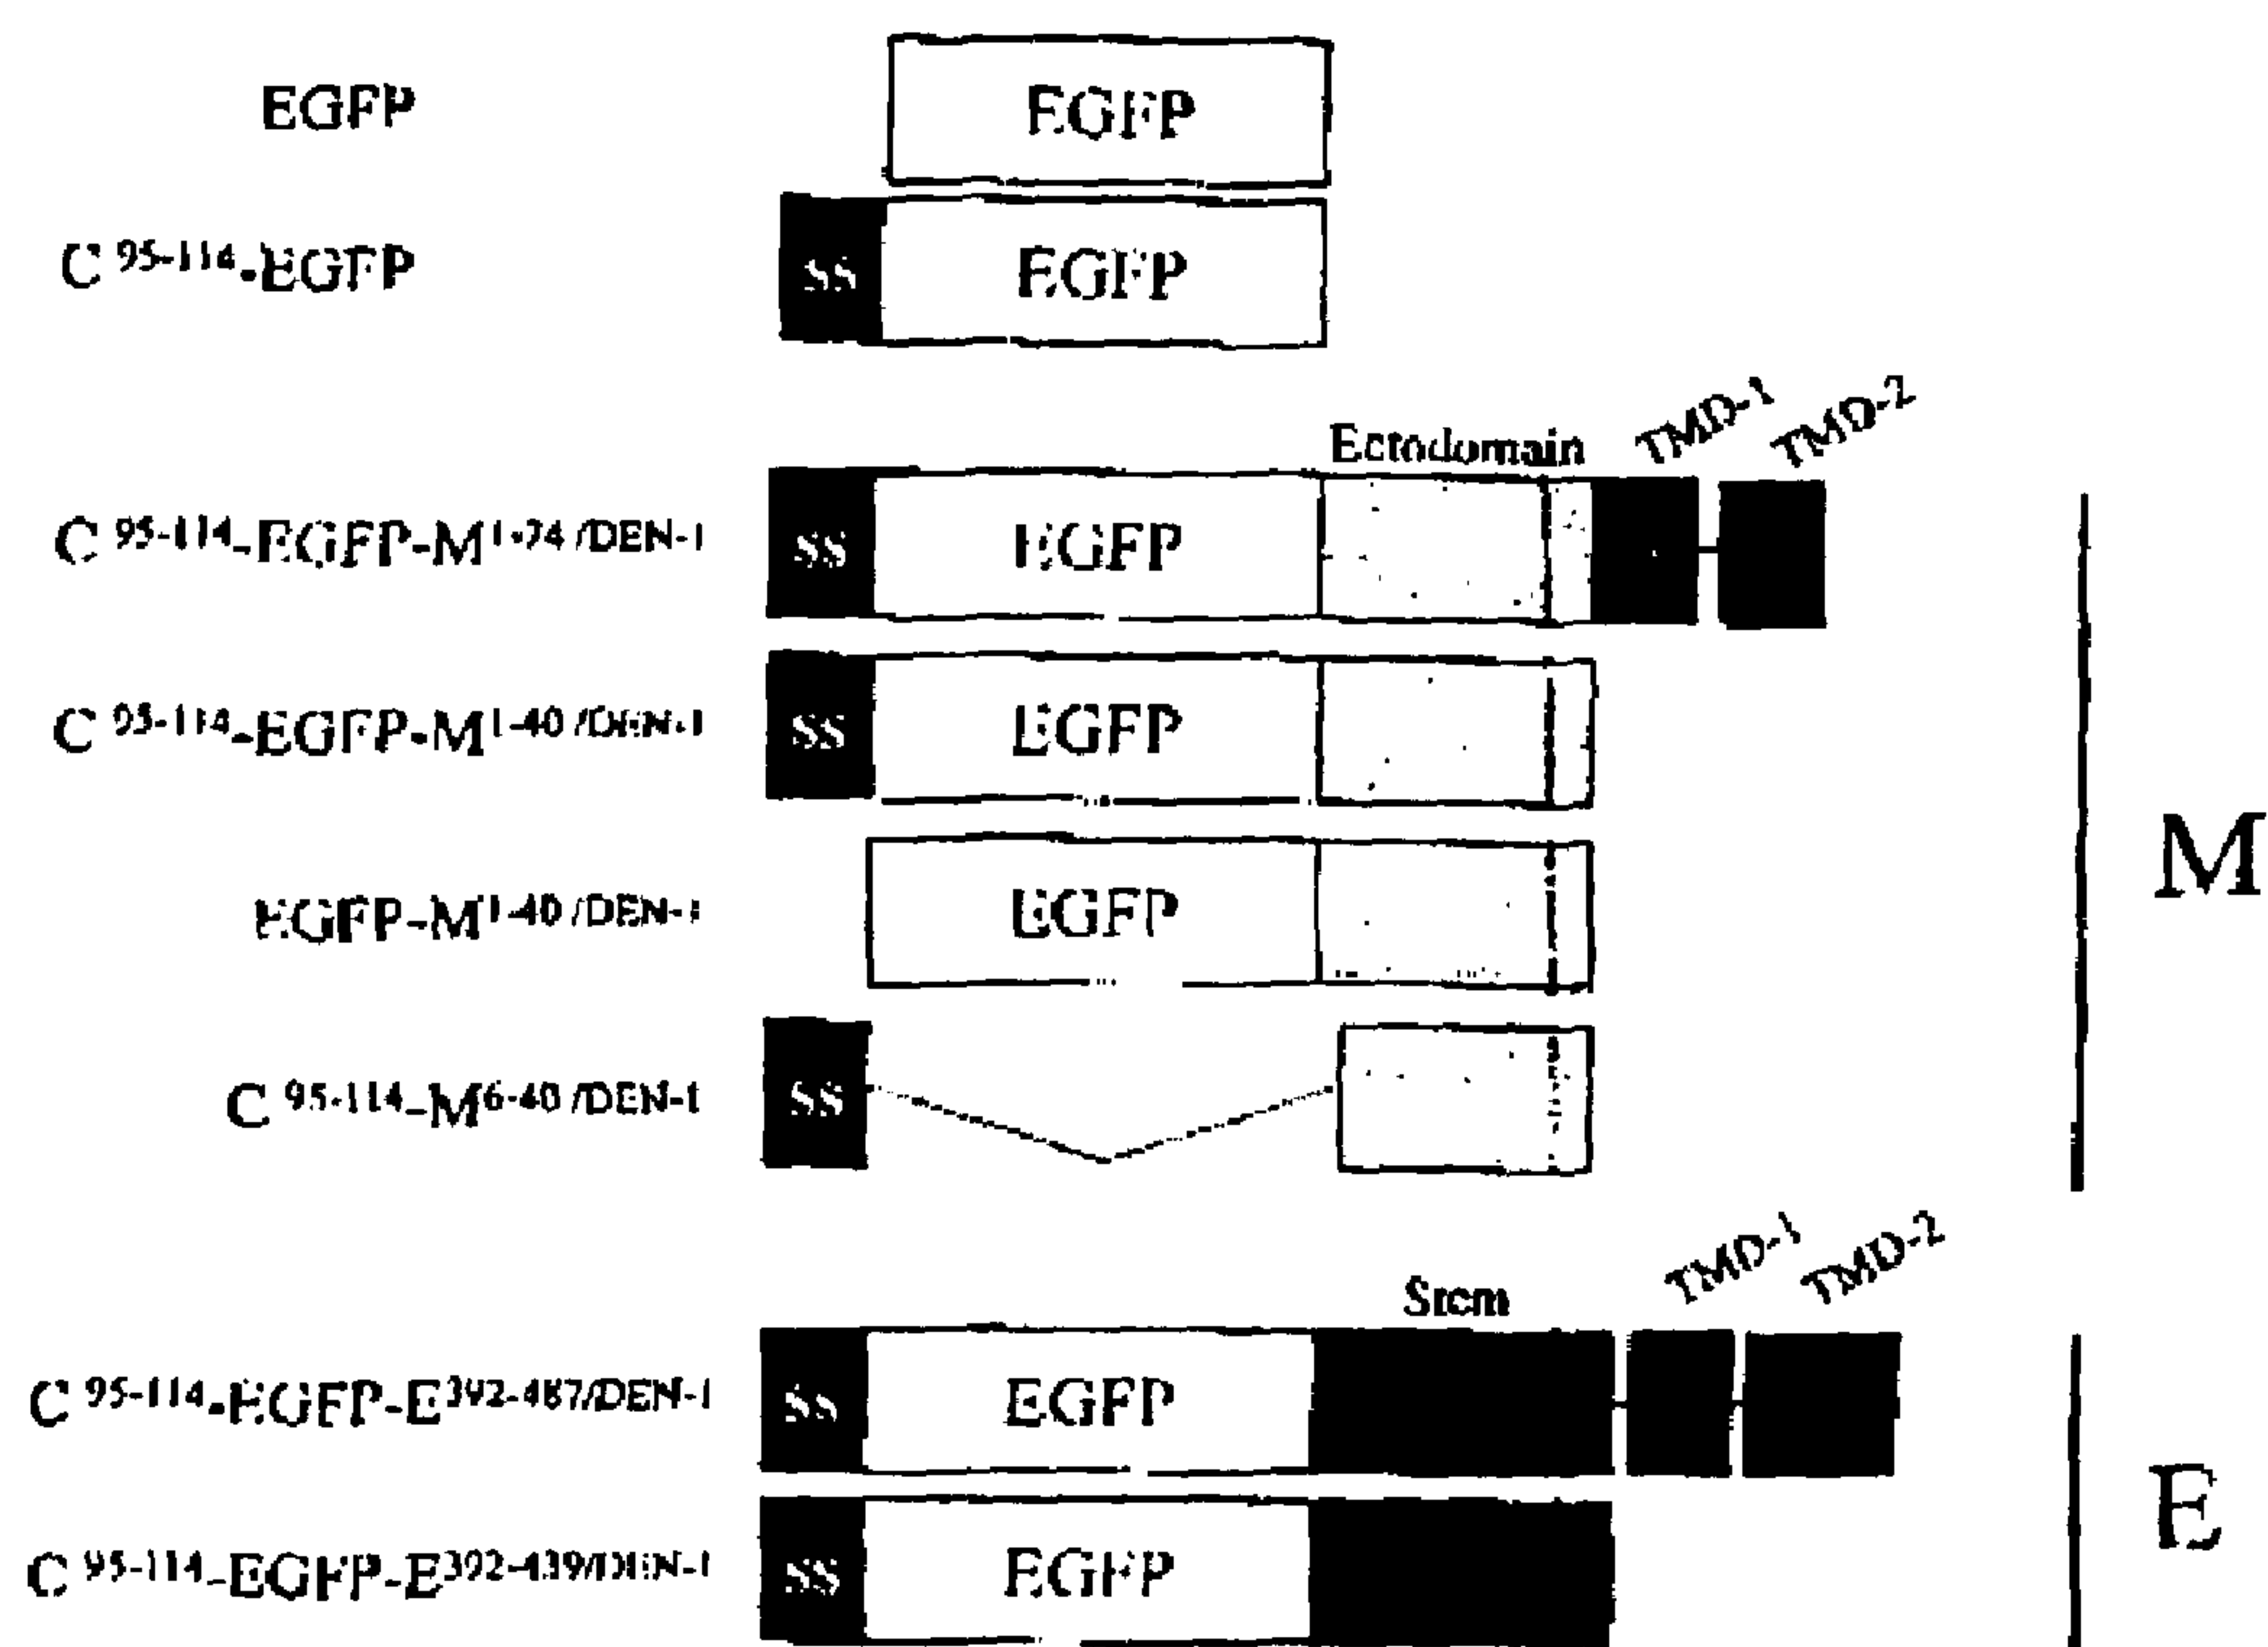 EGFP EGFP
C 95-114-EGFP SS EGFP
Ectodomain TMD-1 TMD-2
C 95-114-EGFP-M1-74/DEN-1 SS EGFP
C 95-114-EGFP-M1-40/DEN-1 SS EGFP
EGFP-M1-40/DEN-1 EGFP
C 95-114-M6-40/DEN-1 SS
M
Stem TMD-1 TMD-2
C 95-114-EGFP-E392-487/DEN-1 SS EGFP
C 95-114-EGFP-E392-439/DEN-1 SS EGFP
E